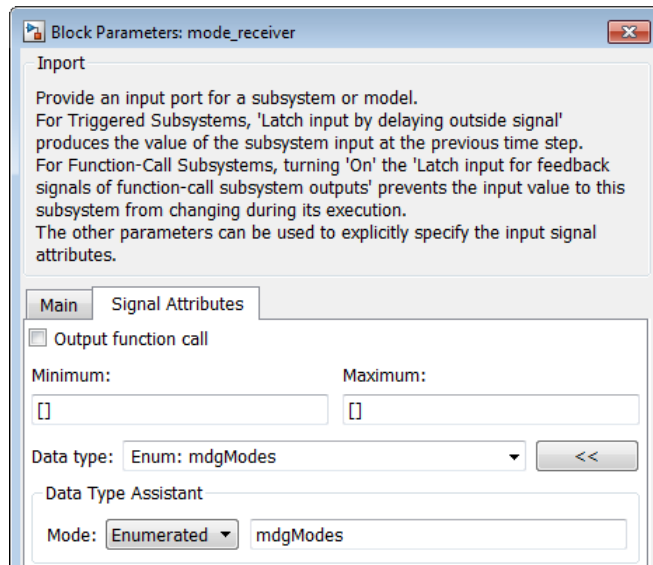 Block Parameters: mode_receiver
Inport
Provide an input port for a subsystem or model.
For Triggered Subsystems, 'Latch input by delaying outside signal'
produces the value of the subsystem input at the previous time step.
For Function-Call Subsystems, turning 'On' the 'Latch input for feedback
signals of function-call subsystem outputs' prevents the input value to this
subsystem from changing during its execution.
The other parameters can be used to explicitly specify the input signal
attributes.
Main Signal Attributes
Output function call
Minimum: Maximum:
[] []
Data type: Enum: mdgModes <<
Data Type Assistant
Mode: Enumerated mdgModes